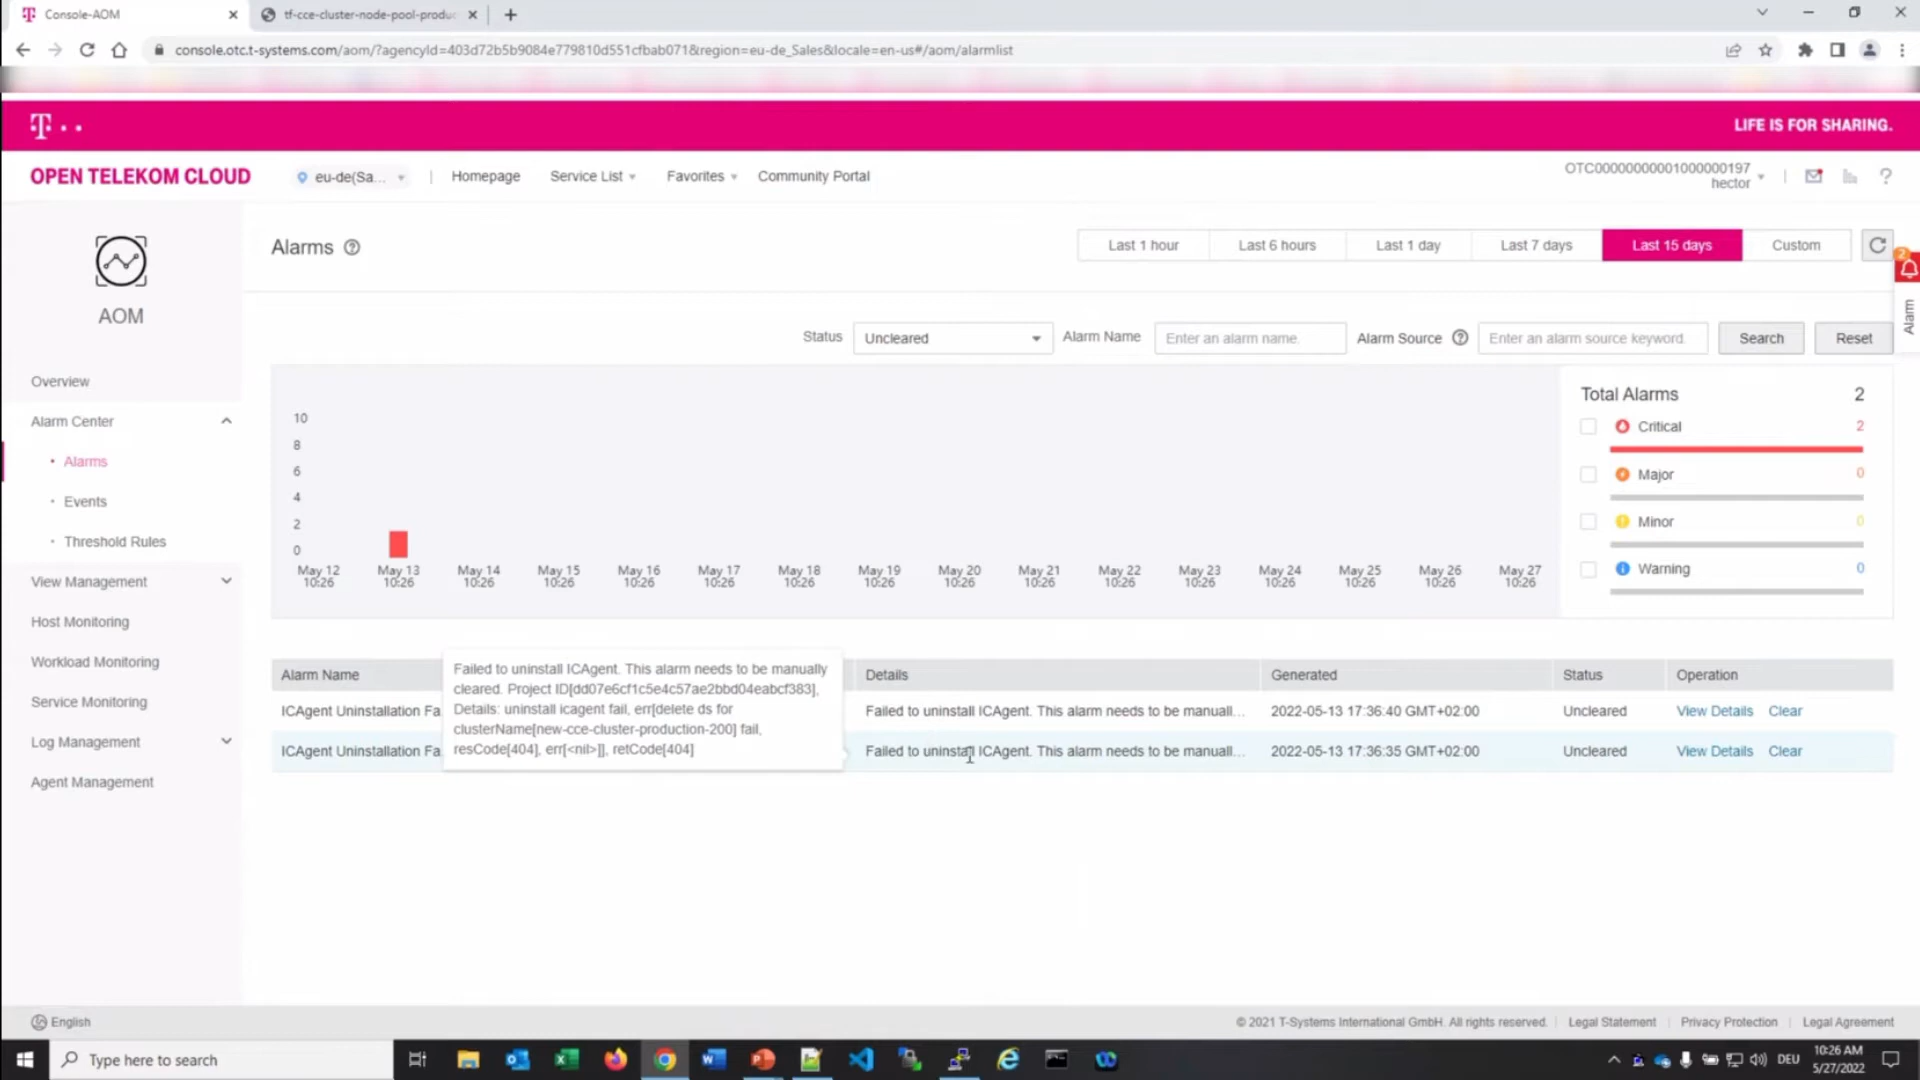 Console-AOM
tf-cce-cluster-node-pool-produc
console.otc.t-systems.com/aom/?agencyId=403d72b5b9084e779810d551cfbab071&region=eu-de_Sales&locale=en-us#/aom/alarmlist
T
LIFE IS FOR SHARING.
OPEN TELEKOM CLOUD
eu-de(Sa...
Homepage
Service List
Favorites
Community Portal
OTC00000000001000000197
hector
AOM
Alarms
Last 1 hour
Last 6 hours
Last 1 day
Last 7 days
Last 15 days
Custom
2
Alarm
Status
Uncleared
Alarm Name
Enter an alarm name.
Alarm Source
Enter an alarm source keyword.
Search
Reset
Overview
Alarm Center
Alarms
Events
Threshold Rules
View Management
Host Monitoring
Workload Monitoring
Service Monitoring
Log Management
Agent Management
10
8
6
4
2
0
May 12 10:26
May 13 10:26
May 14 10:26
May 15 10:26
May 16 10:26
May 17 10:26
May 18 10:26
May 19 10:26
May 20 10:26
May 21 10:26
May 22 10:26
May 23 10:26
May 24 10:26
May 25 10:26
May 26 10:26
May 27 10:26
Total Alarms 2
Critical 2
Major 0
Minor 0
Warning 0
Alarm Name
Details
Generated
Status
Operation
ICAgent Uninstallation Fa
Failed to uninstall ICAgent. This alarm needs to be manuall...
2022-05-13 17:36:40 GMT+02:00
Uncleared
View Details
Clear
ICAgent Uninstallation Fa
Failed to uninstall ICAgent. This alarm needs to be manuall...
2022-05-13 17:36:35 GMT+02:00
Uncleared
View Details
Clear
Failed to uninstall ICAgent. This alarm needs to be manually
cleared. Project ID[dd07e6cf1c5e4c57ae2bbd04eabcf383],
Details: uninstall icagent fail, err[delete ds for
clusterName[new-cce-cluster-production-200] fail,
resCode[404], err[<nil>]], retCode[404]
English
© 2021 T-Systems International GmbH. All rights reserved.
Legal Statement
Privacy Protection
Legal Agreement
Type here to search
DEU
10:26 AM
5/27/2022